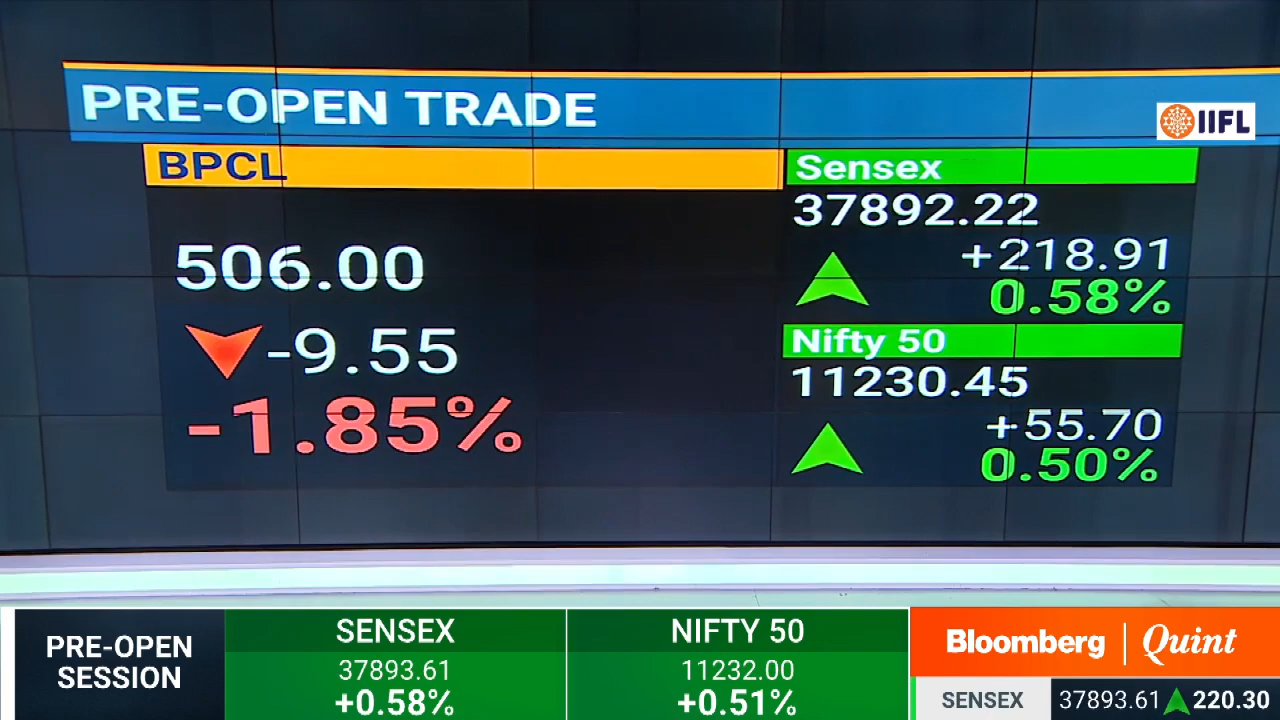 PRE-OPEN TRADE
IIFL
BPCL
506.00
-9.55
-1.85%
Sensex
37892.22
+218.91
0.58%
Nifty 50
11230.45
+55.70
0.50%
PRE-OPEN SESSION
SENSEX
37893.61
+0.58%
NIFTY 50
11232.00
+0.51%
Bloomberg | Quint
SENSEX 37893.61 220.30